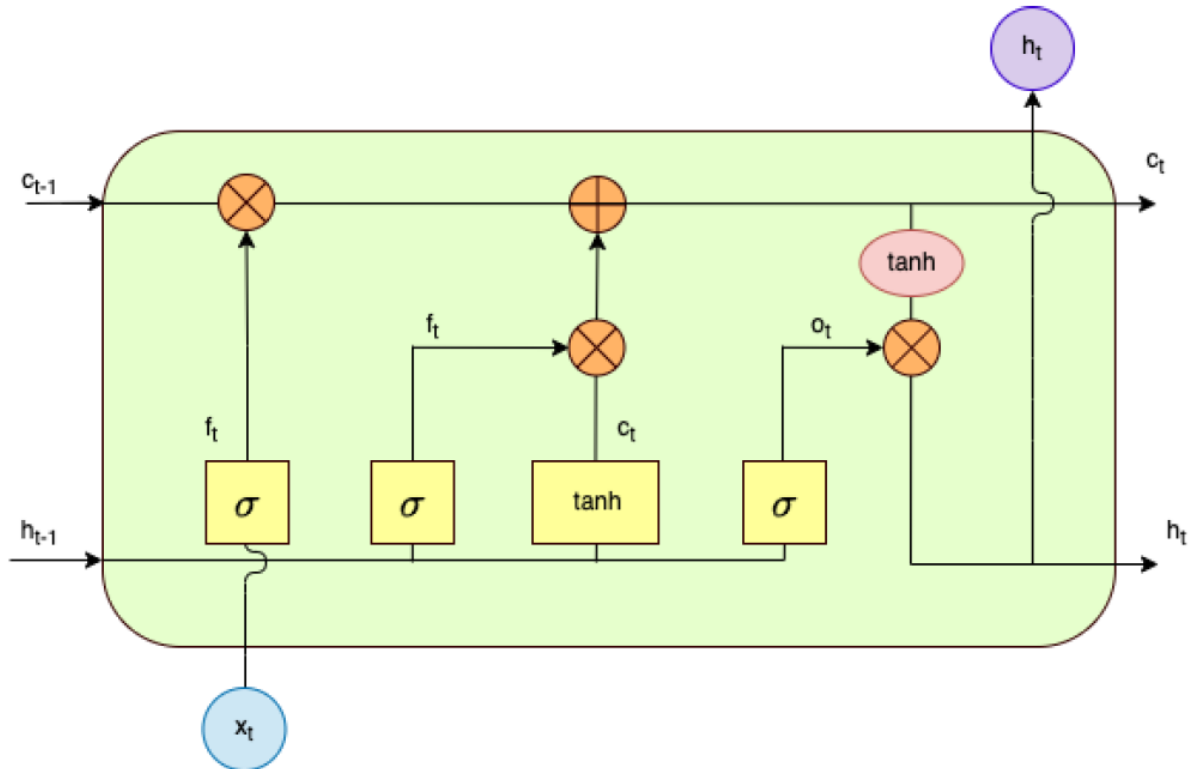 h_t
c_{t-1}
c_t
tanh
f_t
o_t
f_t
c_t
σ
σ
tanh
σ
h_{t-1}
h_t
x_t